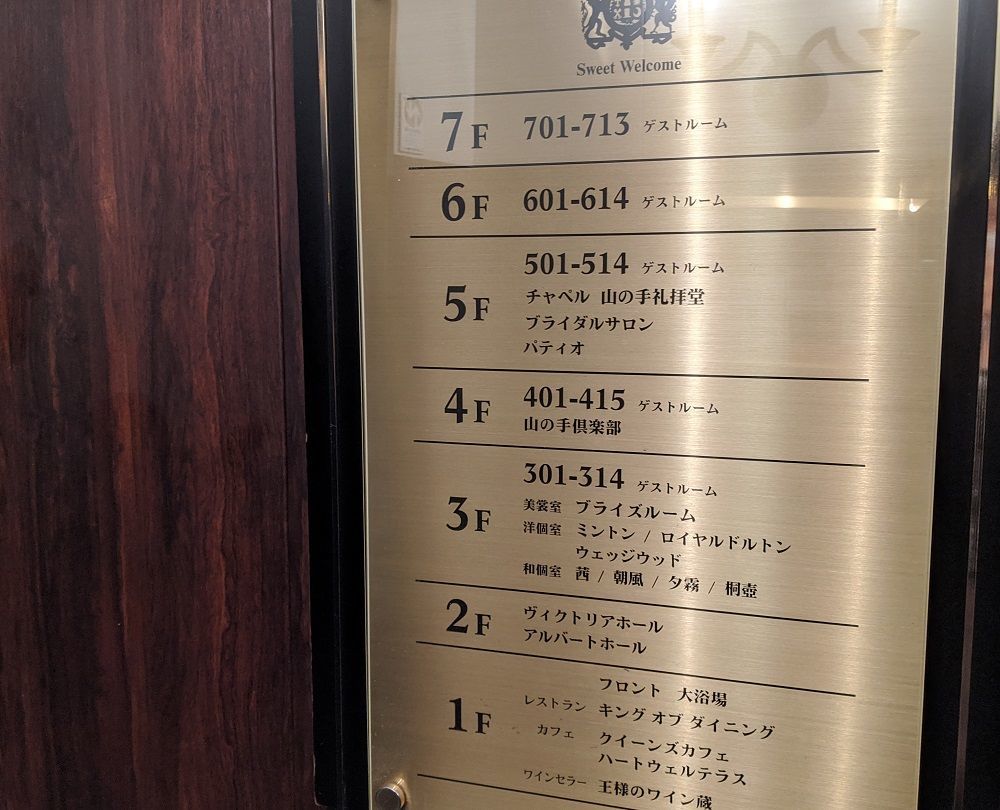 Sweet Welcome
7F 701-713 ゲストルーム
6F 601-614 ゲストルーム
5F 501-514 ゲストルーム
チャペル 山の手礼拝堂
ブライダルサロン
パティオ
4F 401-415 ゲストルーム
山の手倶楽部
3F 301-314 ゲストルーム
美裳室 ブライズルーム
洋個室 ミントン / ロイヤルドルトン
ウェッジウッド
和個室 茜 / 朝風 / 夕霧 / 桐壺
2F ヴィクトリアホール
アルバートホール
1F フロント 大浴場
レストラン キング オブ ダイニング
カフェ クイーンズカフェ
ハートウェルテラス
ワインセラー 王様のワイン蔵